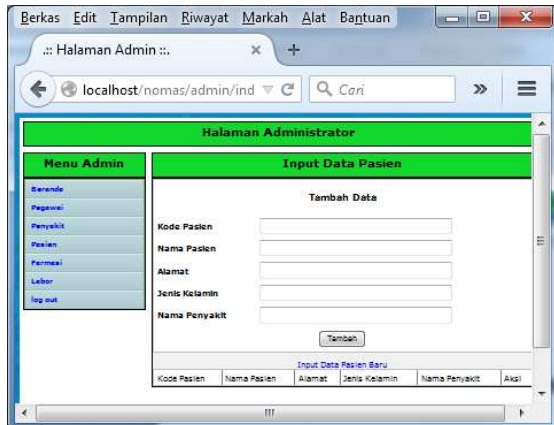 Berkas Edit Tampilan Riwayat Markah Alat Bantuan
.:: Halaman Admin ::.
localhost/nomas/admin/ind
Cari
Halaman Administrator
Menu Admin
Input Data Pasien
Beranda
Pegawai
Penyakit
Pasien
Farmasi
Labor
log out
Tambah Data
Kode Pasien
Nama Pasien
Alamat
Jenis Kelamin
Nama Penyakit
Tambah
Input Data Pasien Baru
Kode Pasien Nama Pasien Alamat Jenis Kelamin Nama Penyakit Aksi